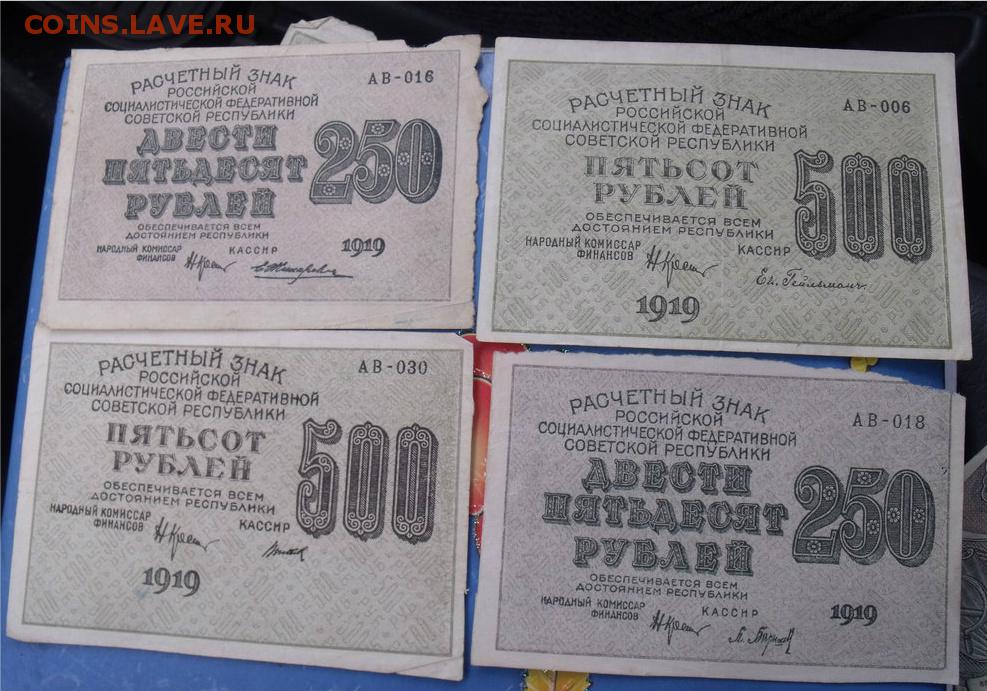 COINS.LAVE.RU
РАСЧЕТНЫЙ ЗНАК
АВ-016
РОССИЙСКОЙ
СОЦИАЛИСТИЧЕСКОЙ ФЕДЕРАТИВНОЙ
СОВЕТСКОЙ РЕСПУБЛИКИ
ДВЕСТИ
ПЯТЬДЕСЯТ
РУБЛЕЙ
250
ОБЕСПЕЧИВАЕТСЯ ВСЕМ
ДОСТОЯНИЕМ РЕСПУБЛИКИ
НАРОДНЫЙ КОМИССАР
ФИНАНСОВ
КАССИР
1919
РАСЧЕТНЫЙ ЗНАК
АВ-006
РОССИЙСКОЙ
СОЦИАЛИСТИЧЕСКОЙ ФЕДЕРАТИВНОЙ
СОВЕТСКОЙ РЕСПУБЛИКИ
ПЯТЬСОТ
РУБЛЕЙ
500
ОБЕСПЕЧИВАЕТСЯ ВСЕМ
ДОСТОЯНИЕМ РЕСПУБЛИКИ
НАРОДНЫЙ КОМИССАР
ФИНАНСОВ
КАССИР
Ек. Гейльманъ
1919
РАСЧЕТНЫЙ ЗНАК
АВ-030
РОССИЙСКОЙ
СОЦИАЛИСТИЧЕСКОЙ ФЕДЕРАТИВНОЙ
СОВЕТСКОЙ РЕСПУБЛИКИ
ПЯТЬСОТ
РУБЛЕЙ
500
ОБЕСПЕЧИВАЕТСЯ ВСЕМ
ДОСТОЯНИЕМ РЕСПУБЛИКИ
НАРОДНЫЙ КОМИССАР
ФИНАНСОВ
КАССИР
1919
РАСЧЕТНЫЙ ЗНАК
АВ-018
РОССИЙСКОЙ
СОЦИАЛИСТИЧЕСКОЙ ФЕДЕРАТИВНОЙ
СОВЕТСКОЙ РЕСПУБЛИКИ
ДВЕСТИ
ПЯТЬДЕСЯТ
РУБЛЕЙ
250
ОБЕСПЕЧИВАЕТСЯ ВСЕМ
ДОСТОЯНИЕМ РЕСПУБЛИКИ
НАРОДНЫЙ КОМИССАР
ФИНАНСОВ
КАССИР
1919